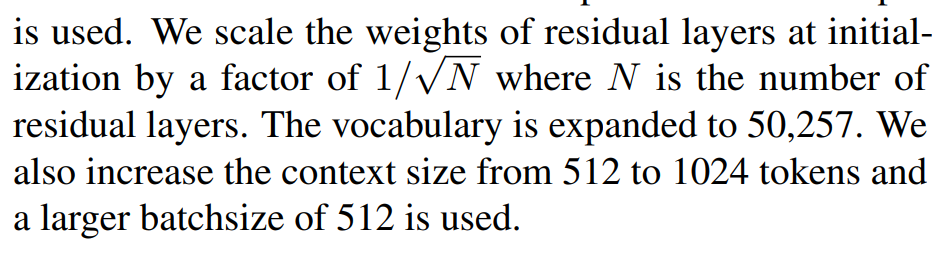 is used. We scale the weights of residual layers at initial-
ization by a factor of 1/√N where N is the number of
residual layers. The vocabulary is expanded to 50,257. We
also increase the context size from 512 to 1024 tokens and
a larger batchsize of 512 is used.